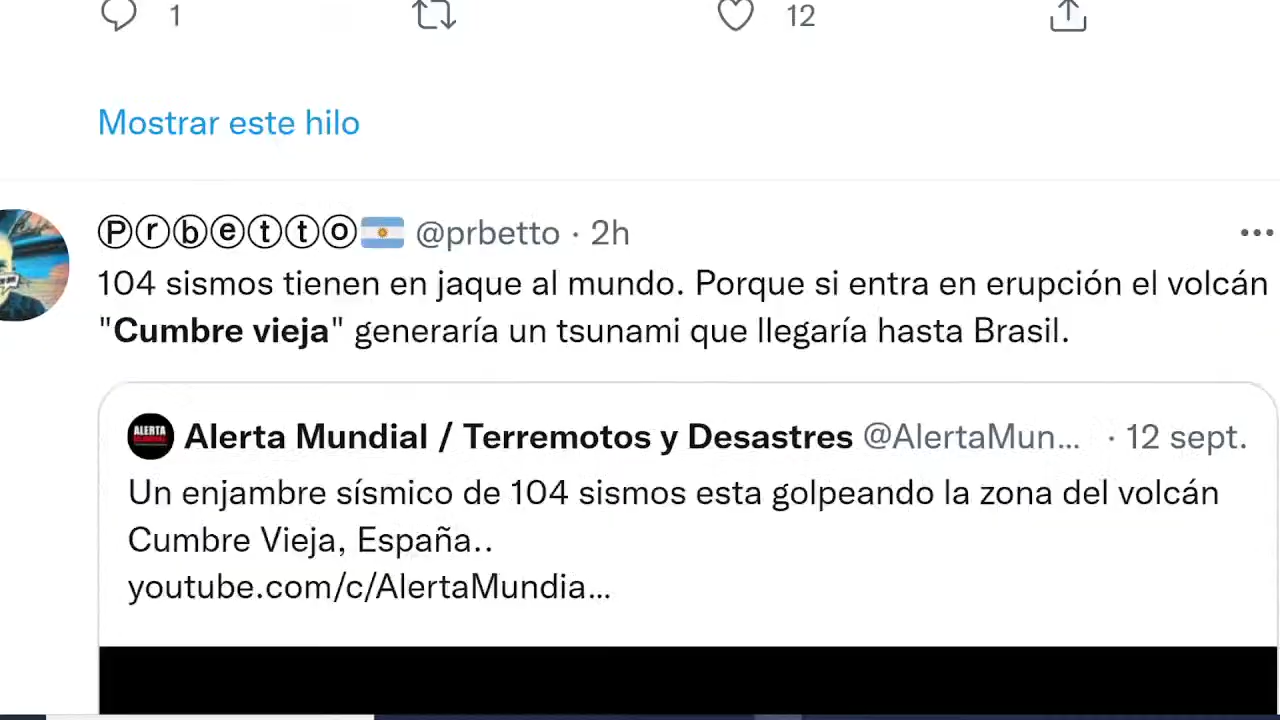 1 12
Mostrar este hilo
Ⓟⓡⓑⓔⓣⓣⓞ🇦🇷 @prbetto · 2h
104 sismos tienen en jaque al mundo. Porque si entra en erupción el volcán
"Cumbre vieja" generaría un tsunami que llegaría hasta Brasil.
Alerta Mundial / Terremotos y Desastres @AlertaMun... · 12 sept.
Un enjambre sísmico de 104 sismos esta golpeando la zona del volcán
Cumbre Vieja, España..
youtube.com/c/AlertaMundia...